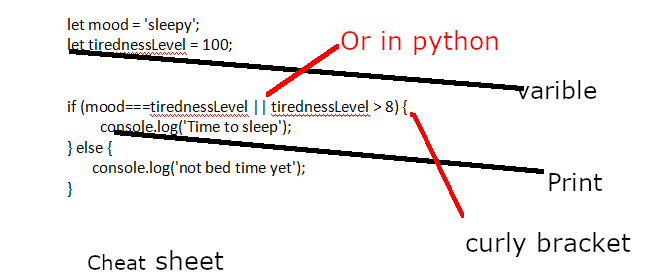 let mood = 'sleepy';
let tirednessLevel = 100;
Or in python
varible
if (mood===tirednessLevel || tirednessLevel > 8) {
console.log('Time to sleep');
} else {
console.log('not bed time yet');
}
Print
curly bracket
Cheat sheet